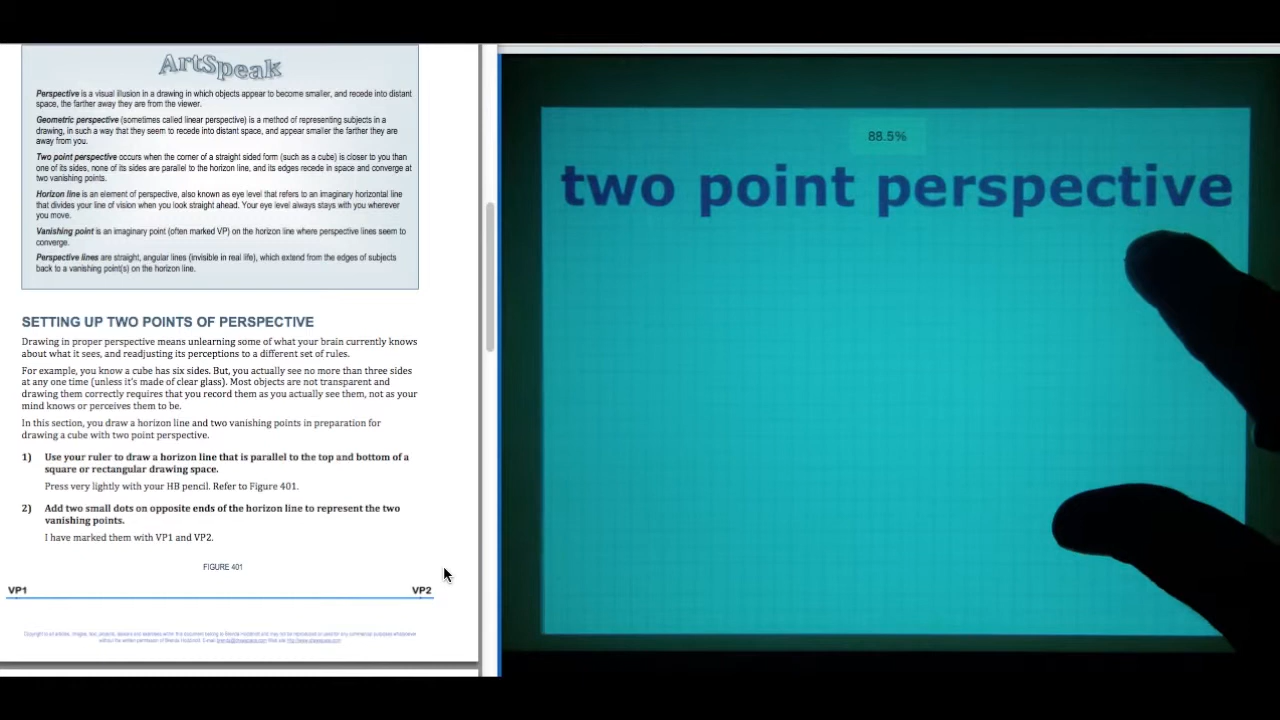 ArtSpeak
Perspective is a visual illusion in a drawing in which objects appear to become smaller, and recede into distant
space, the farther away they are from the viewer.
Geometric perspective (sometimes called linear perspective) is a method of representing subjects in a
drawing, in such a way that they seem to recede into distant space, and appear smaller the farther they are
away from you.
Two point perspective occurs when the corner of a straight sided form (such as a cube) is closer to you than
one of its sides, none of its sides are parallel to the horizon line, and its edges recede in space and converge at
two vanishing points.
Horizon line is an element of perspective, also known as eye level that refers to an imaginary horizontal line
that divides your line of vision when you look straight ahead. Your eye level always stays with you wherever
you move.
Vanishing point is an imaginary point (often marked VP) on the horizon line where perspective lines seem to
converge.
Perspective lines are straight, angular lines (invisible in real life), which extend from the edges of subjects
back to a vanishing point(s) on the horizon line.
SETTING UP TWO POINTS OF PERSPECTIVE
Drawing in proper perspective means unlearning some of what your brain currently knows
about what it sees, and readjusting its perceptions to a different set of rules.
For example, you know a cube has six sides. But, you actually see no more than three sides
at any one time (unless it's made of clear glass). Most objects are not transparent and
drawing them correctly requires that you record them as you actually see them, not as your
mind knows or perceives them to be.
In this section, you draw a horizon line and two vanishing points in preparation for
drawing a cube with two point perspective.
1) Use your ruler to draw a horizon line that is parallel to the top and bottom of a
square or rectangular drawing space.
Press very lightly with your HB pencil. Refer to Figure 401.
2) Add two small dots on opposite ends of the horizon line to represent the two
vanishing points.
I have marked them with VP1 and VP2.
FIGURE 401
VP1 VP2
88.5%
two point perspective